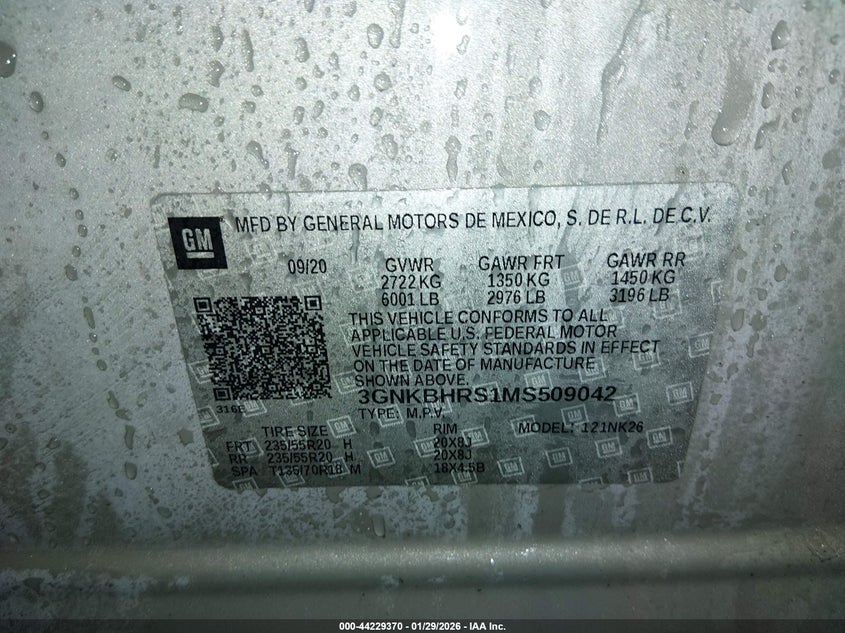 GM
MFD BY GENERAL MOTORS DE MEXICO, S. DE R.L. DE C.V.
09/20 GVWR GAWR FRT GAWR RR
2722 KG 1350 KG 1450 KG
6001 LB 2976 LB 3196 LB
THIS VEHICLE CONFORMS TO ALL
APPLICABLE U.S. FEDERAL MOTOR
VEHICLE SAFETY STANDARDS IN EFFECT
ON THE DATE OF MANUFACTURE
SHOWN ABOVE.
3GNKBHRS1MS509042
316E TYPE: M.P.V.
TIRE SIZE RIM MODEL: 121NK26
FRT 235/55R20 H 20X8J
RR 235/55R20 H 20X8J
SPA T135/70R18 M 18X4.5B
000-44229370 - 01/29/2026 - IAA Inc.